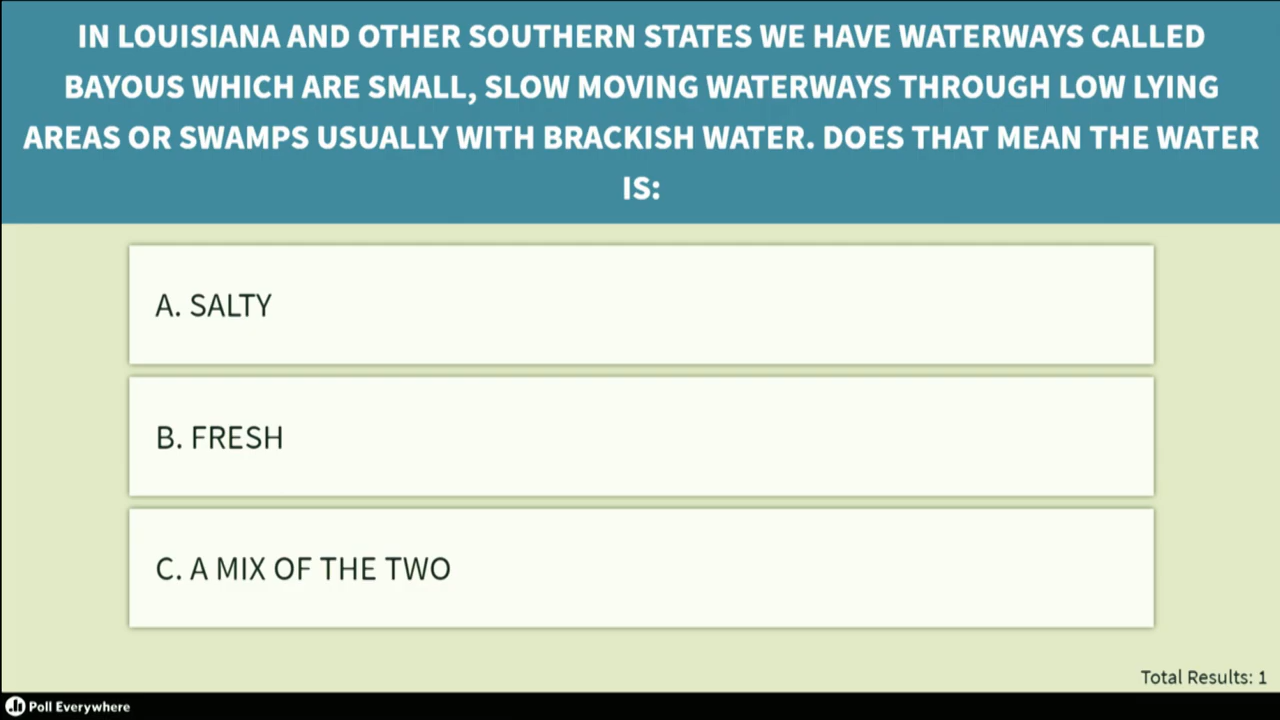 IN LOUISIANA AND OTHER SOUTHERN STATES WE HAVE WATERWAYS CALLED
BAYOUS WHICH ARE SMALL, SLOW MOVING WATERWAYS THROUGH LOW LYING
AREAS OR SWAMPS USUALLY WITH BRACKISH WATER. DOES THAT MEAN THE WATER
IS:
A. SALTY
B. FRESH
C. A MIX OF THE TWO
Total Results: 1
Poll Everywhere